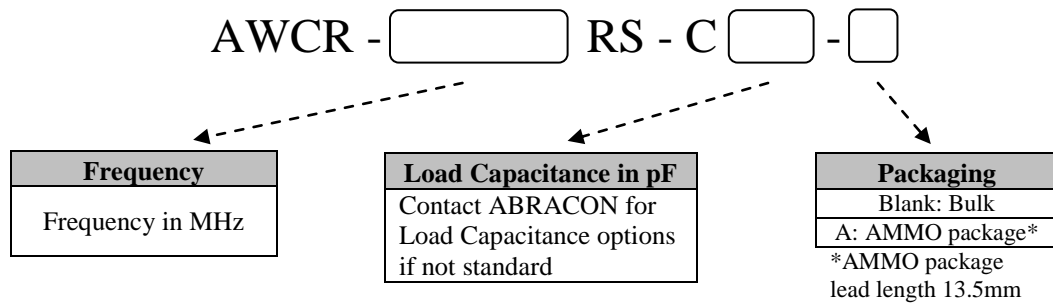 AWCR - RS - C -
Frequency
Frequency in MHz
Load Capacitance in pF
Contact ABRACON for
Load Capacitance options
if not standard
Packaging
Blank: Bulk
A: AMMO package*
*AMMO package
lead length 13.5mm